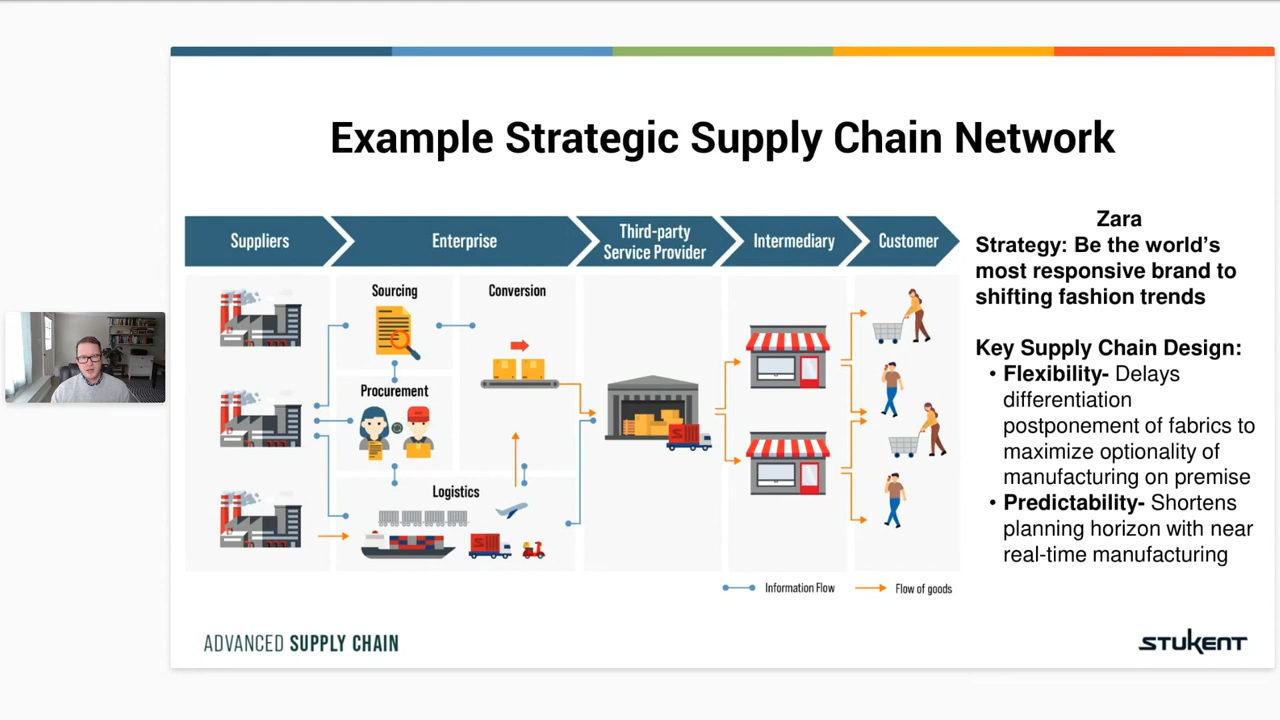 Example Strategic Supply Chain Network
Suppliers
Enterprise
Third-party
Service Provider
Intermediary
Customer
Sourcing
Conversion
Procurement
Logistics
Information Flow
Flow of goods
Zara
Strategy: Be the world's
most responsive brand to
shifting fashion trends
Key Supply Chain Design:
• Flexibility- Delays
differentiation
postponement of fabrics to
maximize optionality of
manufacturing on premise
• Predictability- Shortens
planning horizon with near
real-time manufacturing
ADVANCED SUPPLY CHAIN
STUKENT